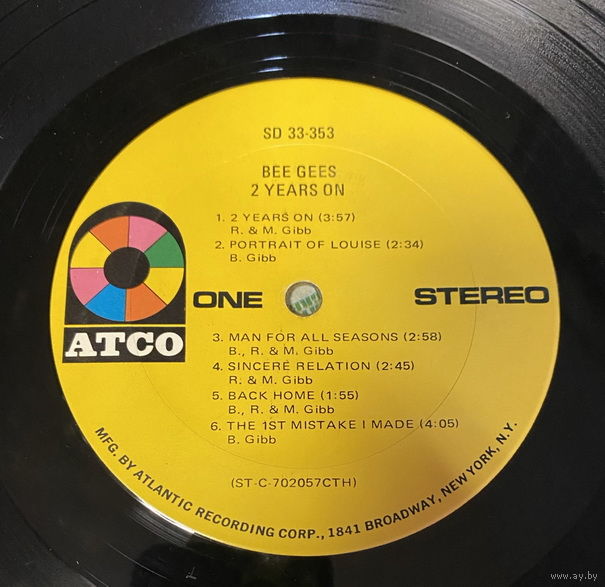 SD 33-353
BEE GEES
2 YEARS ON
1. 2 YEARS ON (3:57)
R. & M. Gibb
2. PORTRAIT OF LOUISE (2:34)
B. Gibb
ATCO
ONE
STEREO
3. MAN FOR ALL SEASONS (2:58)
B., R. & M. Gibb
4. SINCERE RELATION (2:45)
R. & M. Gibb
5. BACK HOME (1:55)
B., R. & M. Gibb
6. THE 1ST MISTAKE I MADE (4:05)
B. Gibb
(ST-C-702057CTH)
MFG. BY ATLANTIC RECORDING CORP., 1841 BROADWAY, NEW YORK, N.Y.
www.ay.by